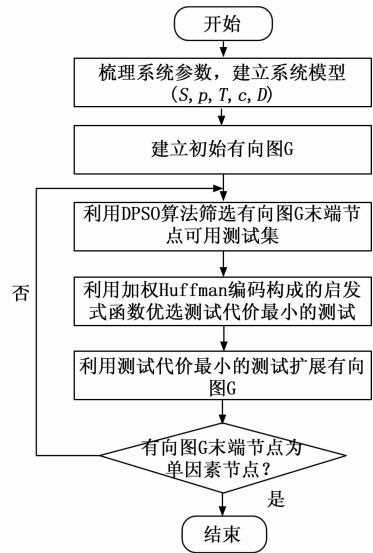 开始
梳理系统参数，建立系统模型
(S,p,T,c,D)
建立初始有向图G
利用DPSO算法筛选有向图G末端节
点可用测试集
否
利用加权Huffman编码构成的启发
式函数优选测试代价最小的测试
利用测试代价最小的测试扩展有向
图G
有向图G末端节点为
单因素节点?
是
结束